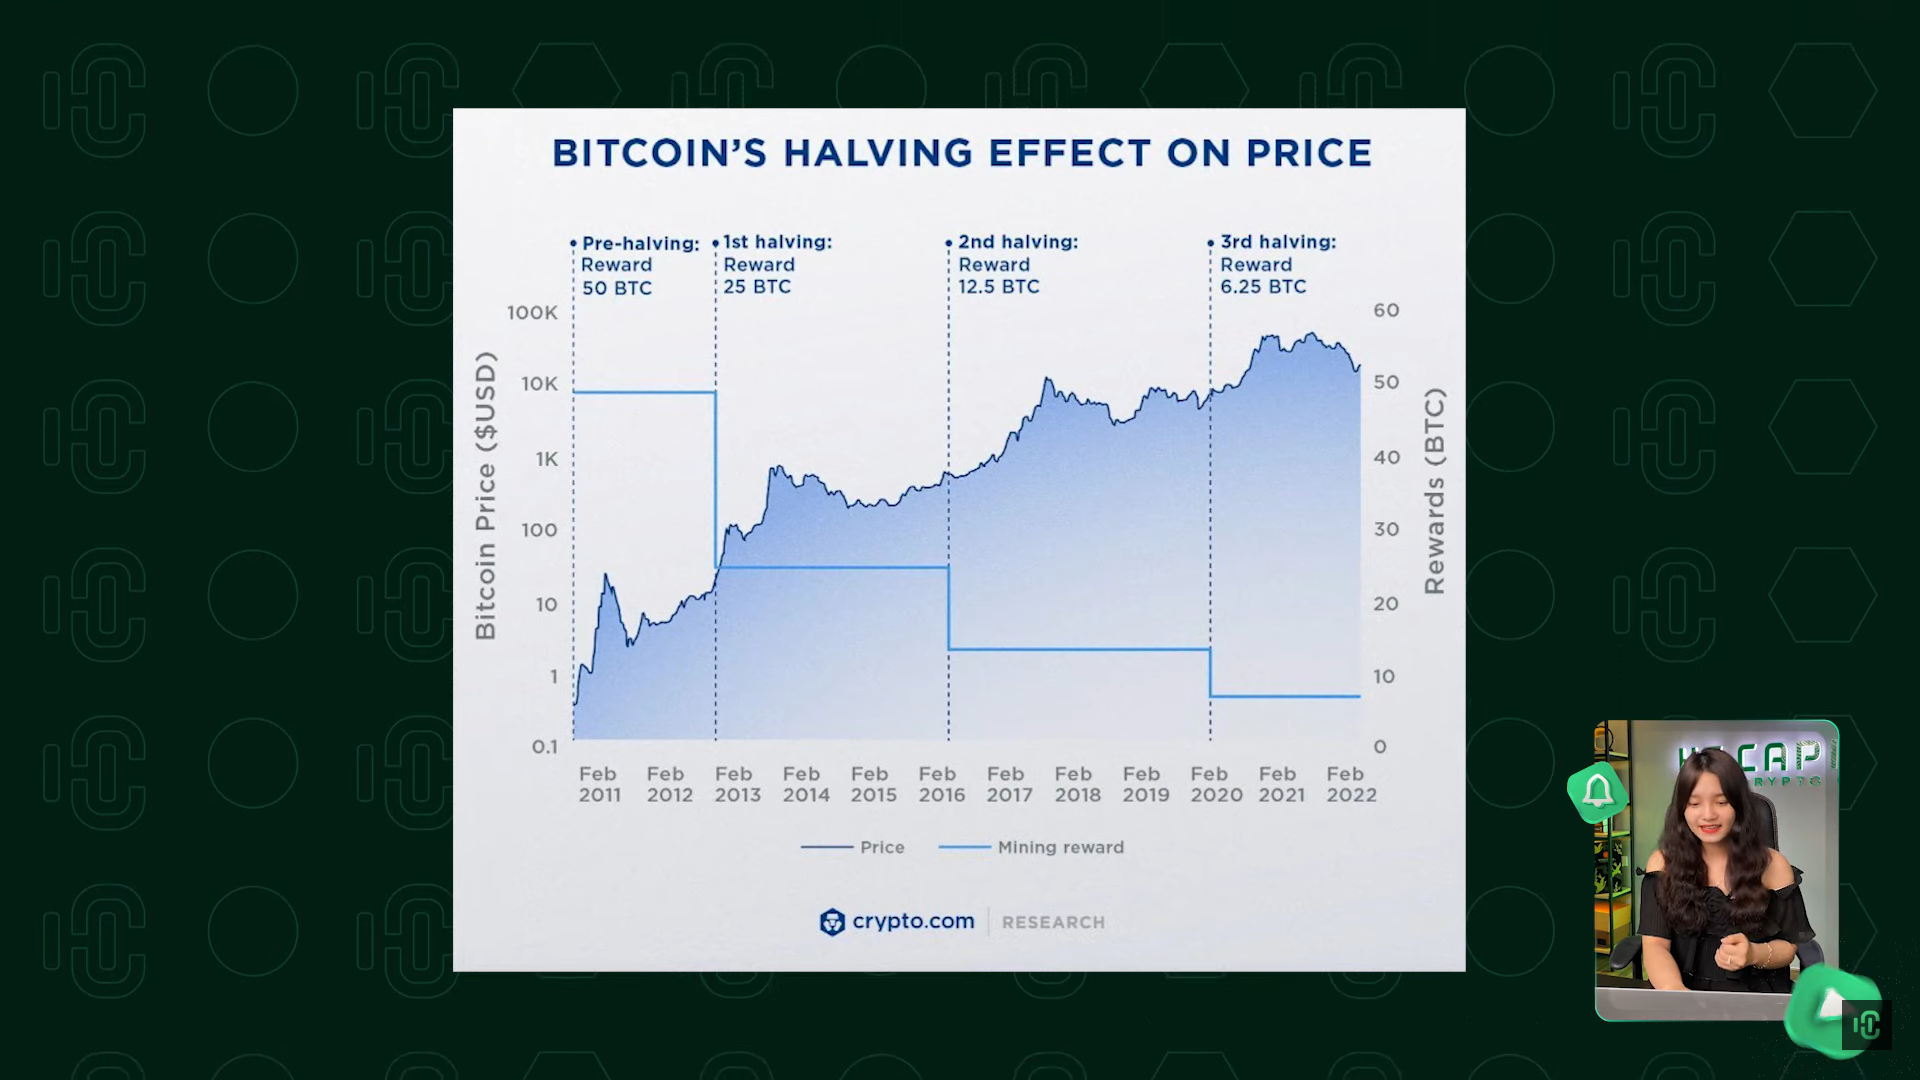 BITCOIN'S HALVING EFFECT ON PRICE
Pre-halving:
Reward
50 BTC
1st halving:
Reward
25 BTC
2nd halving:
Reward
12.5 BTC
3rd halving:
Reward
6.25 BTC
Bitcoin Price ($USD)
100K
10K
1K
100
10
1
0.1
60
50
40
30
20
10
0
Rewards (BTC)
Feb 2011
Feb 2012
Feb 2013
Feb 2014
Feb 2015
Feb 2016
Feb 2017
Feb 2018
Feb 2019
Feb 2020
Feb 2021
Feb 2022
Price
Mining reward
crypto.com RESEARCH
CAP